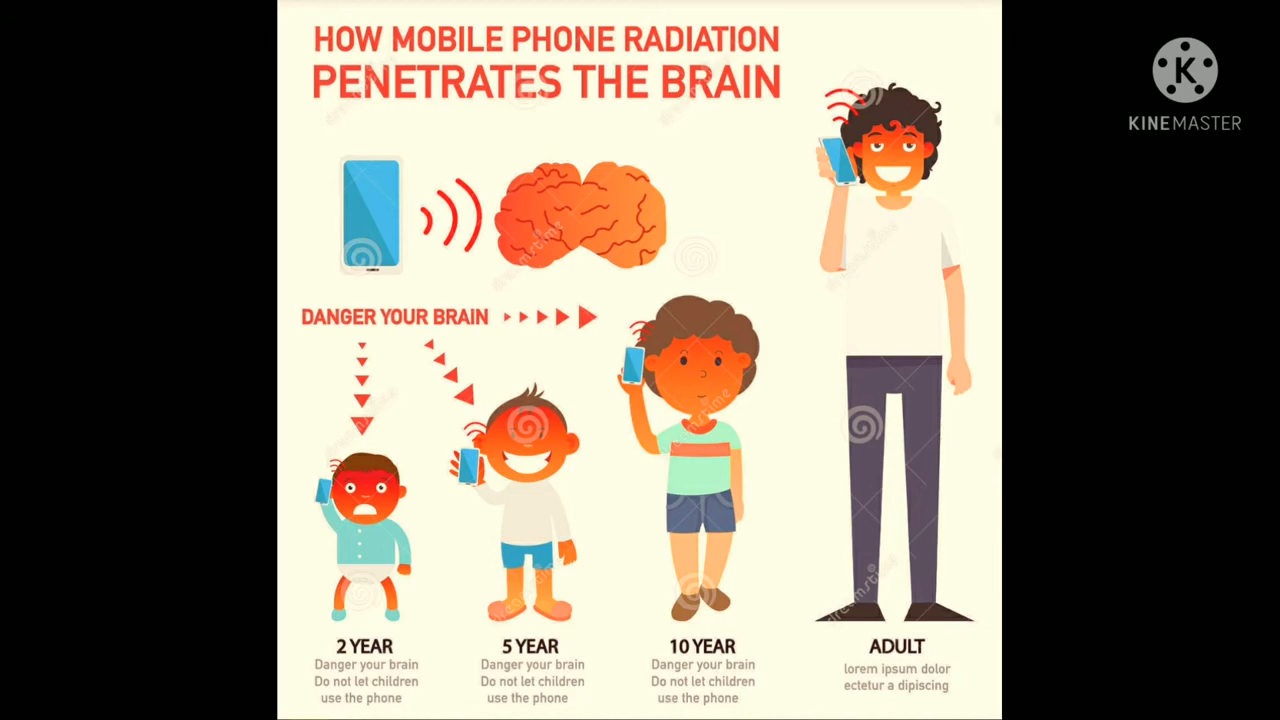 HOW MOBILE PHONE RADIATION
PENETRATES THE BRAIN
K
KINEMASTER
DANGER YOUR BRAIN
2 YEAR
Danger your brain
Do not let children
use the phone
5 YEAR
Danger your brain
Do not let children
use the phone
10 YEAR
Danger your brain
Do not let children
use the phone
ADULT
lorem ipsum dolor
ectetur a dipiscing
dreamstime